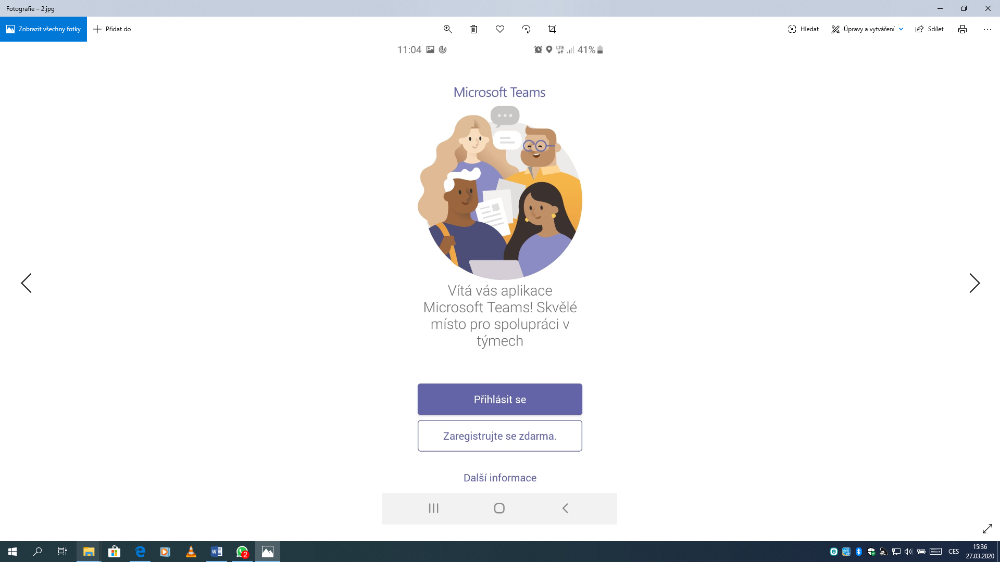 Fotografie – 2.jpg
Zobrazit všechny fotky
Přidat do
Hledat
Úpravy a vytváření
Sdílet
11:04
LTE
41%
Microsoft Teams
Vítá vás aplikace
Microsoft Teams! Skvělé
místo pro spolupráci v
týmech
Přihlásit se
Zaregistrujte se zdarma.
Další informace
2
CES
15:36
27.03.2020